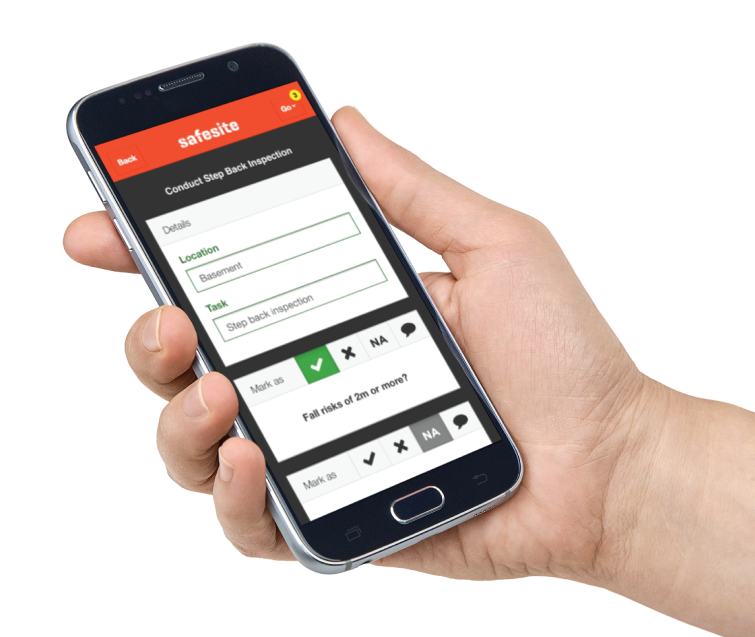 Back
safesite
Go
3
Conduct Step Back Inspection
Details
Location
Basement
Task
Step back inspection
Mark as
NA
Fall risks of 2m or more?
Mark as
NA